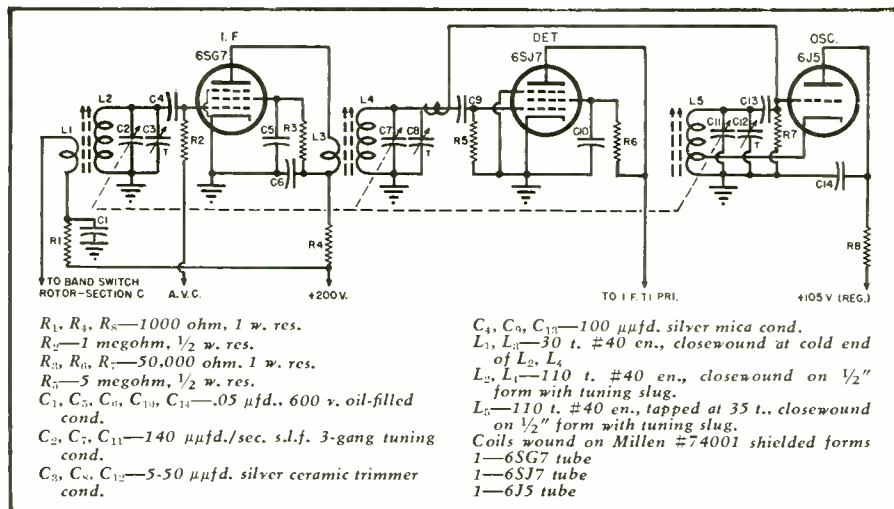 I. F
6SG7
DET
6SJ7
OSC.
6J5
L2
C4
L4
C9
C13
L1
C2
C3
T
R2
C5
R3
L3
C7
C8
T
R5
C10
R6
L5
C11
C12
T
R7
C6
C14
R1
C1
R4
R8
TO BAND SWITCH
ROTOR-SECTION C
A.V.C.
+200V.
TO I F. T1 PRI.
+105 V (REG.)
R1, R4, R8—1000 ohm, 1 w. res.
R2—1 megohm, ½ w. res.
R3, R6, R7—50,000 ohm. 1 w. res.
R5—5 megohm, ½ w. res.
C1, C5, C6, C10, C14—.05 µfd., 600 v. oil-filled
cond.
C2, C7, C11—140 µµfd./sec. s.l.f. 3-gang tuning
cond.
C3, C8, C12—5-50 µµfd. silver ceramic trimmer
cond.
C4, C9, C13—100 µµfd. silver mica cond.
L1, L3—30 t. #40 en., closewound at cold end
of L2, L4
L2, L4—110 t. #40 en., closewound on ½"
form with tuning slug.
L5—110 t. #40 en., tapped at 35 t., closewound
on ½" form with tuning slug.
Coils wound on Millen #74001 shielded forms
1—6SG7 tube
1—6SJ7 tube
1—6J5 tube